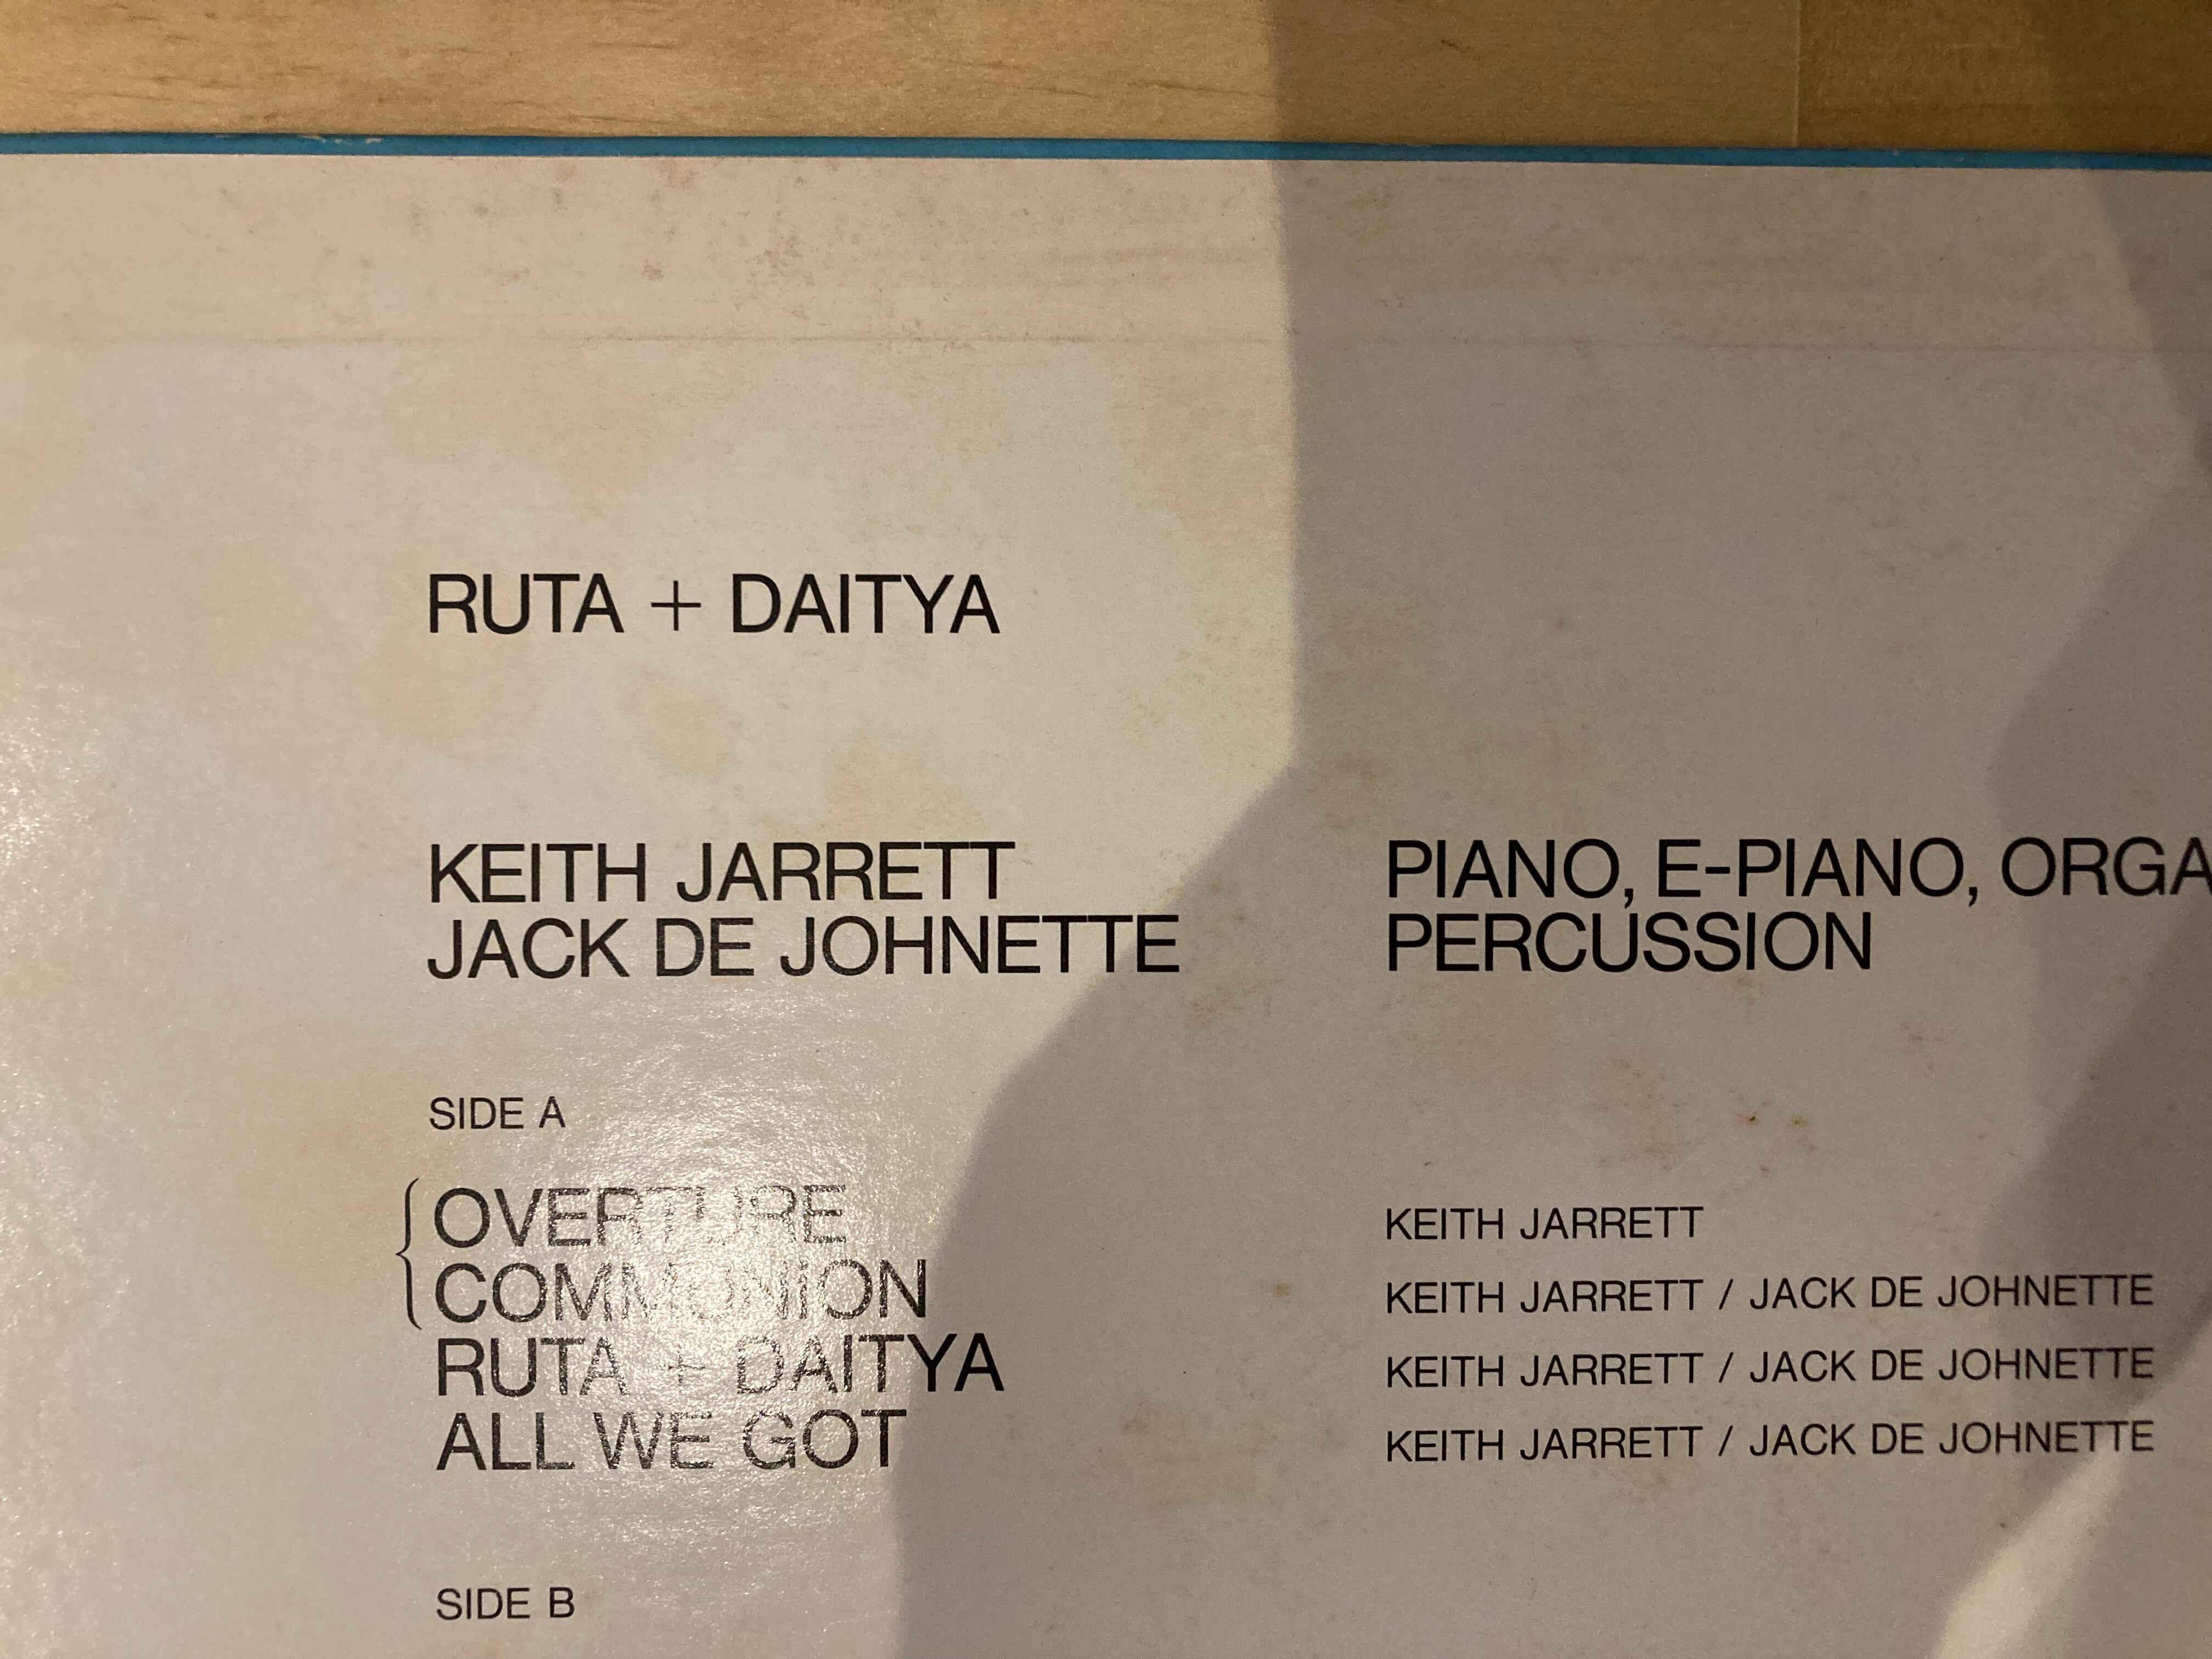 RUTA + DAITYA
KEITH JARRETT PIANO, E-PIANO, ORGA
JACK DE JOHNETTE PERCUSSION
SIDE A
OVERTURE KEITH JARRETT
COMMUNION KEITH JARRETT / JACK DE JOHNETTE
RUTA + DAITYA KEITH JARRETT / JACK DE JOHNETTE
ALL WE GOT KEITH JARRETT / JACK DE JOHNETTE
SIDE B